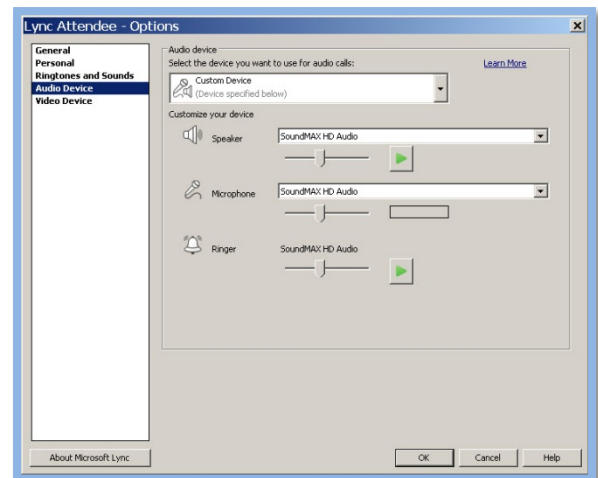 Lync Attendee - Options
General
Personal
Ringtones and Sounds
Audio Device
Video Device
Audio device
Select the device you want to use for audio calls:
Learn More
Custom Device
(Device specified below)
Customize your device
Speaker
SoundMAX HD Audio
Microphone
SoundMAX HD Audio
Ringer
SoundMAX HD Audio
About Microsoft Lync
OK
Cancel
Help